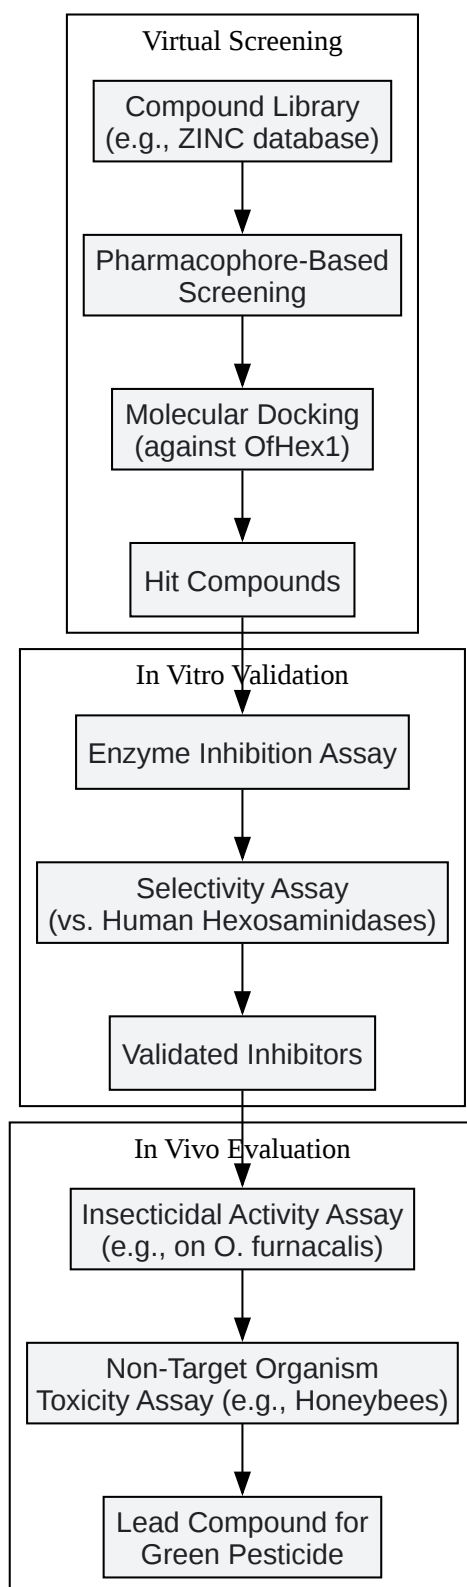 Virtual Screening
Compound Library
(e.g., ZINC database)
Pharmacophore-Based
Screening
Molecular Docking
(against OfHex1)
Hit Compounds
In Vitro Validation
Enzyme Inhibition Assay
Selectivity Assay
(vs. Human Hexosaminidases)
Validated Inhibitors
In Vivo Evaluation
Insecticidal Activity Assay
(e.g., on O. furnacalis)
Non-Target Organism
Toxicity Assay (e.g., Honeybees)
Lead Compound for
Green Pesticide